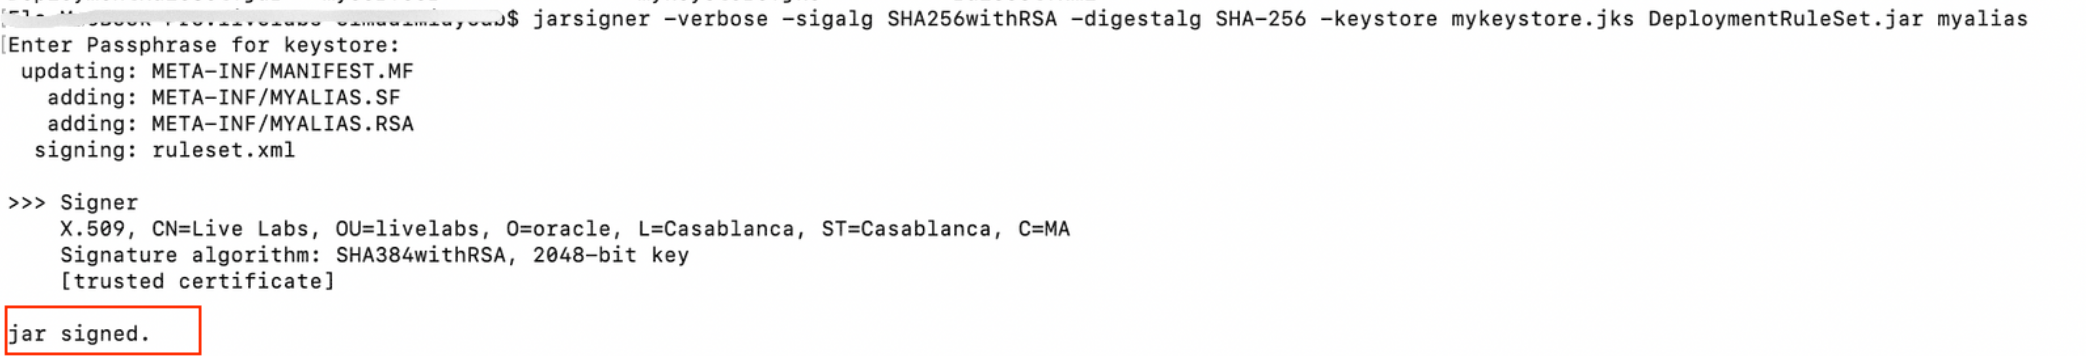 $ jarsigner -verbose -sigalg SHA256withRSA -digestalg SHA-256 -keystore mykeystore.jks DeploymentRuleSet.jar myalias
[Enter Passphrase for keystore:
updating: META-INF/MANIFEST.MF
adding: META-INF/MYALIAS.SF
adding: META-INF/MYALIAS.RSA
signing: ruleset.xml
>>> Signer
X.509, CN=Live Labs, OU=livelabs, O=oracle, L=Casablanca, ST=Casablanca, C=MA
Signature algorithm: SHA384withRSA, 2048-bit key
[trusted certificate]
jar signed.